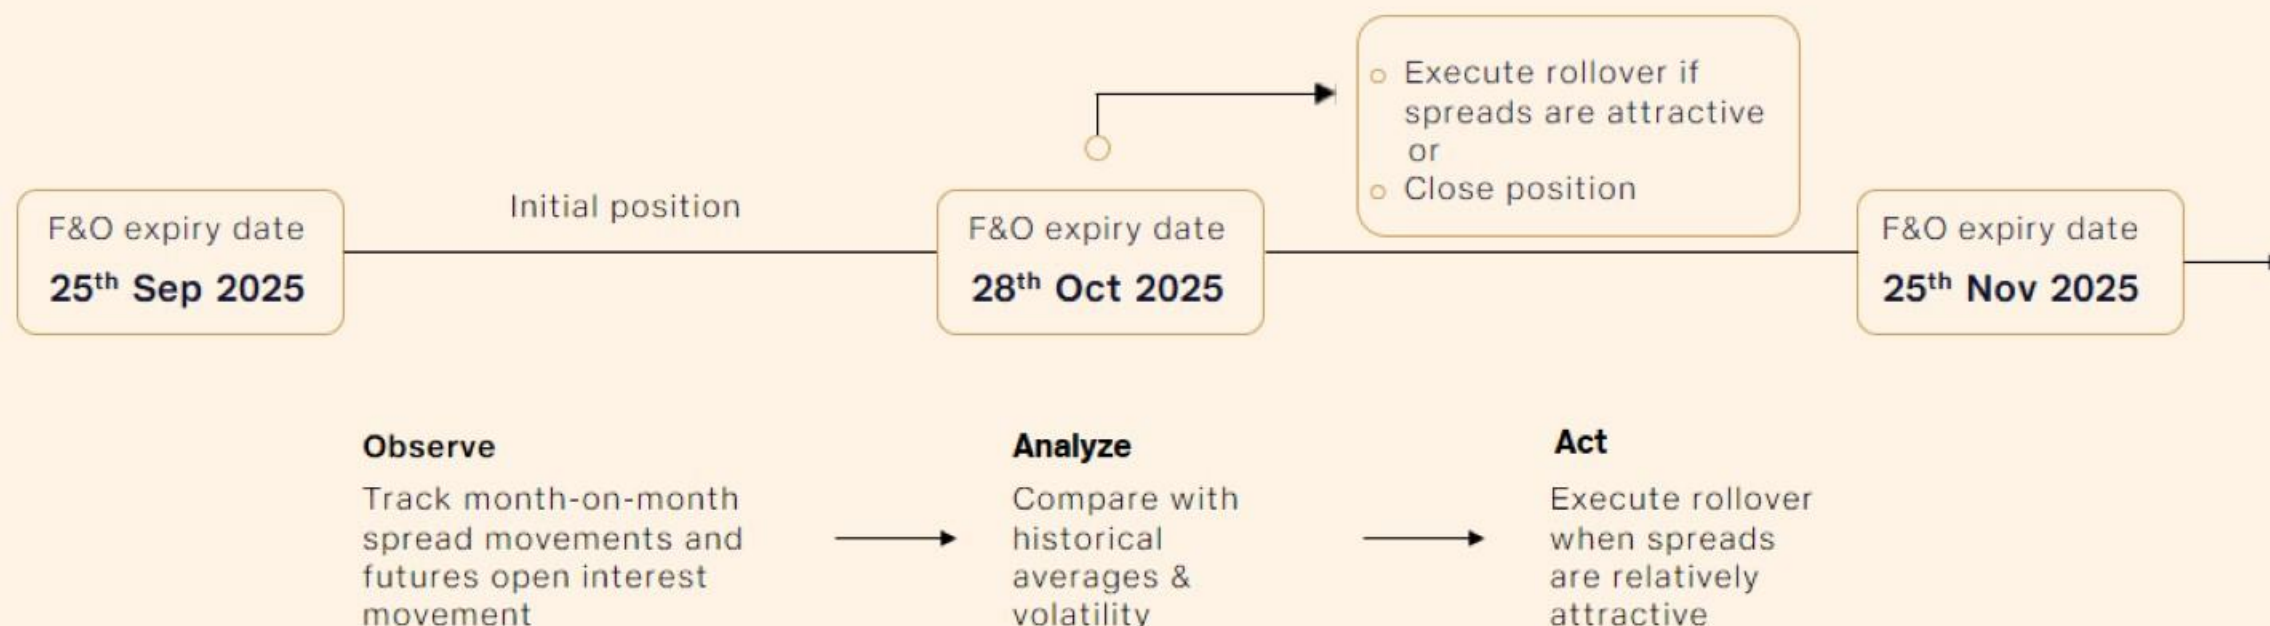 Execute rollover if
spreads are attractive
or
Close position
F&O expiry date
25th Sep 2025
Initial position
F&O expiry date
28th Oct 2025
F&O expiry date
25th Nov 2025
Observe
Track month-on-month
spread movements and
futures open interest
movement
Analyze
Compare with
historical
averages &
volatility
Act
Execute rollover
when spreads
are relatively
attractive